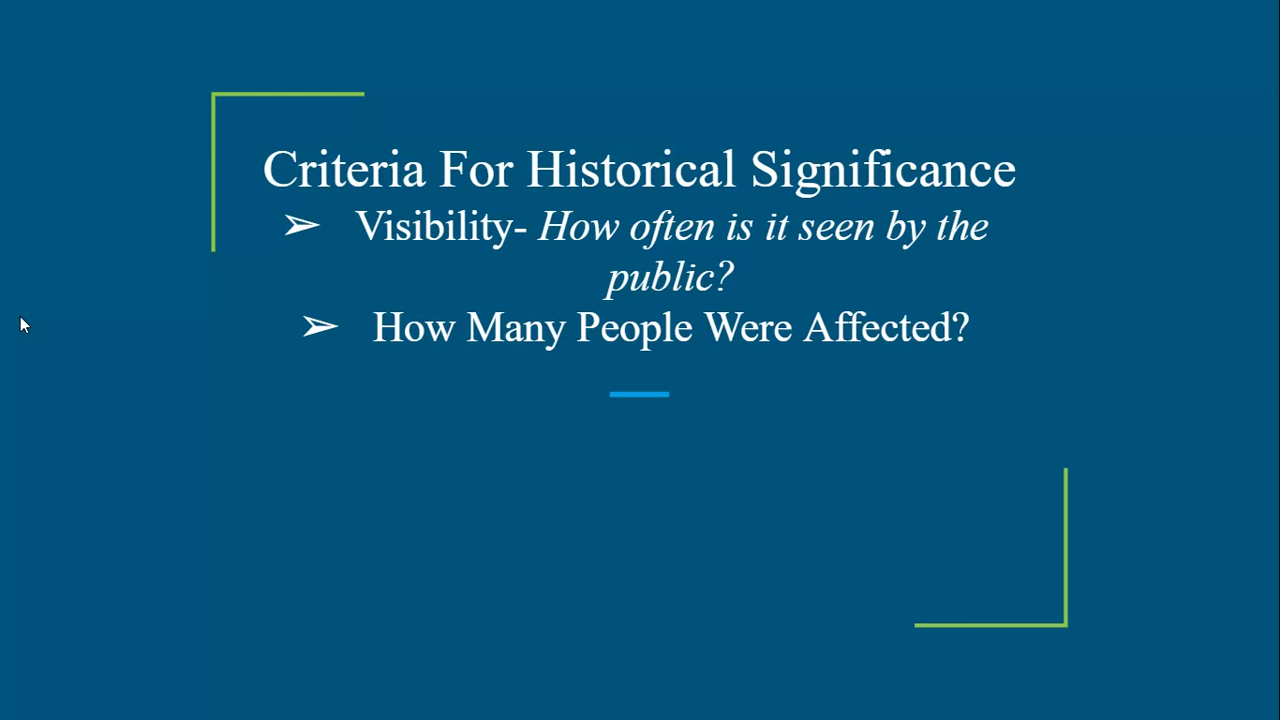 Criteria For Historical Significance
➢ Visibility- How often is it seen by the
public?
➢ How Many People Were Affected?